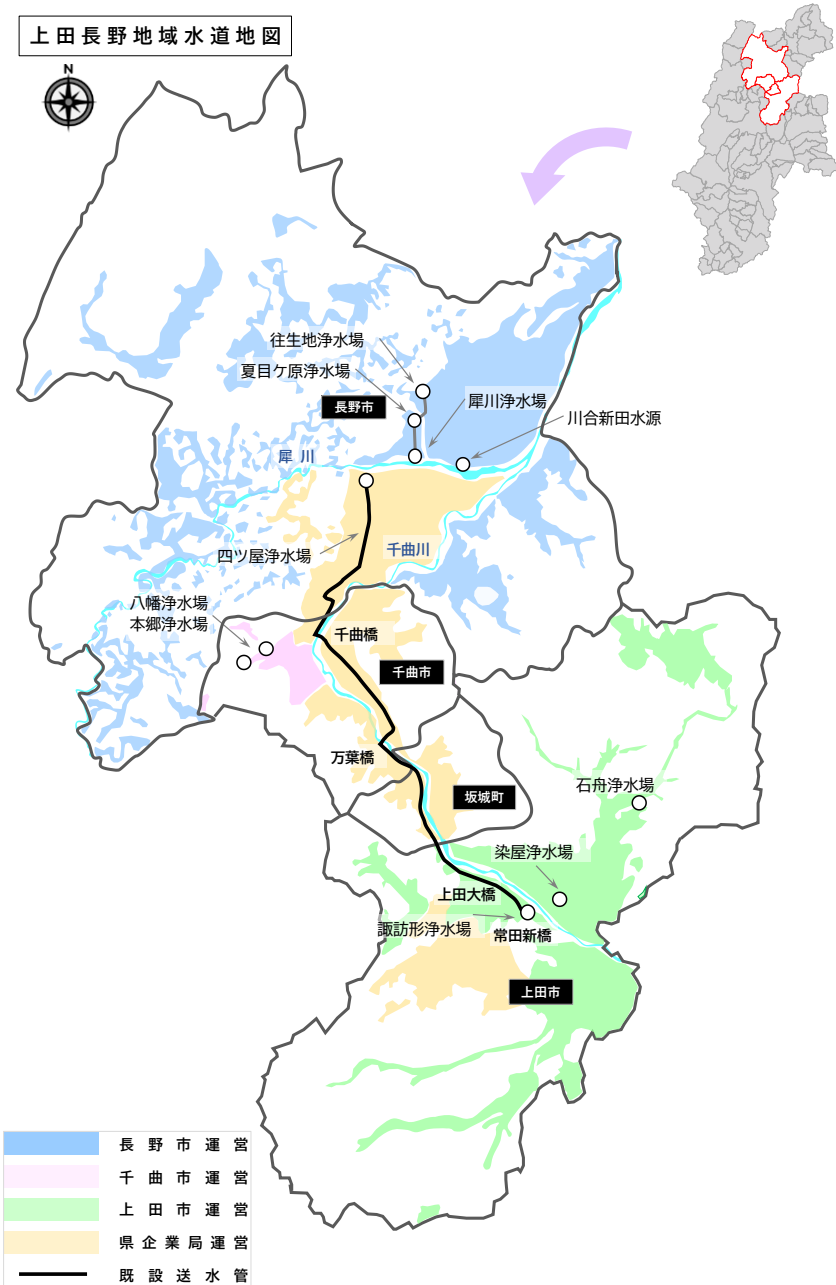 上田長野地域水道地図
N
往生地浄水場
夏目ケ原浄水場
長野市
犀川浄水場
川合新田水源
犀川
四ツ屋浄水場
千曲川
八幡浄水場
本郷浄水場
千曲橋
千曲市
万葉橋
坂城町
石舟浄水場
染屋浄水場
上田大橋
諏訪形浄水場
常田新橋
上田市
長野市運営
千曲市運営
上田市運営
県企業局運営
既設送水管